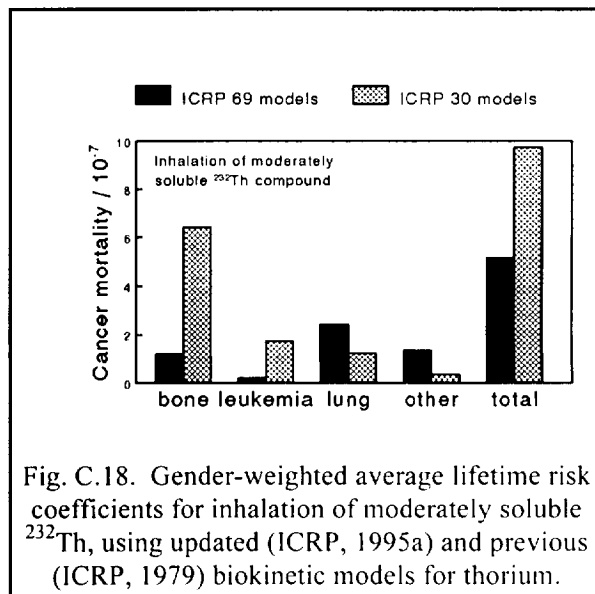 ICRP 69 models ICRP 30 models
Cancer mortality / 10⁻⁷
10
8
6
4
2
0
Inhalation of moderately
soluble ²³²Th compound
bone leukemia lung other total
Fig. C.18. Gender-weighted average lifetime risk
coefficients for inhalation of moderately soluble
²³²Th, using updated (ICRP, 1995a) and previous
(ICRP, 1979) biokinetic models for thorium.